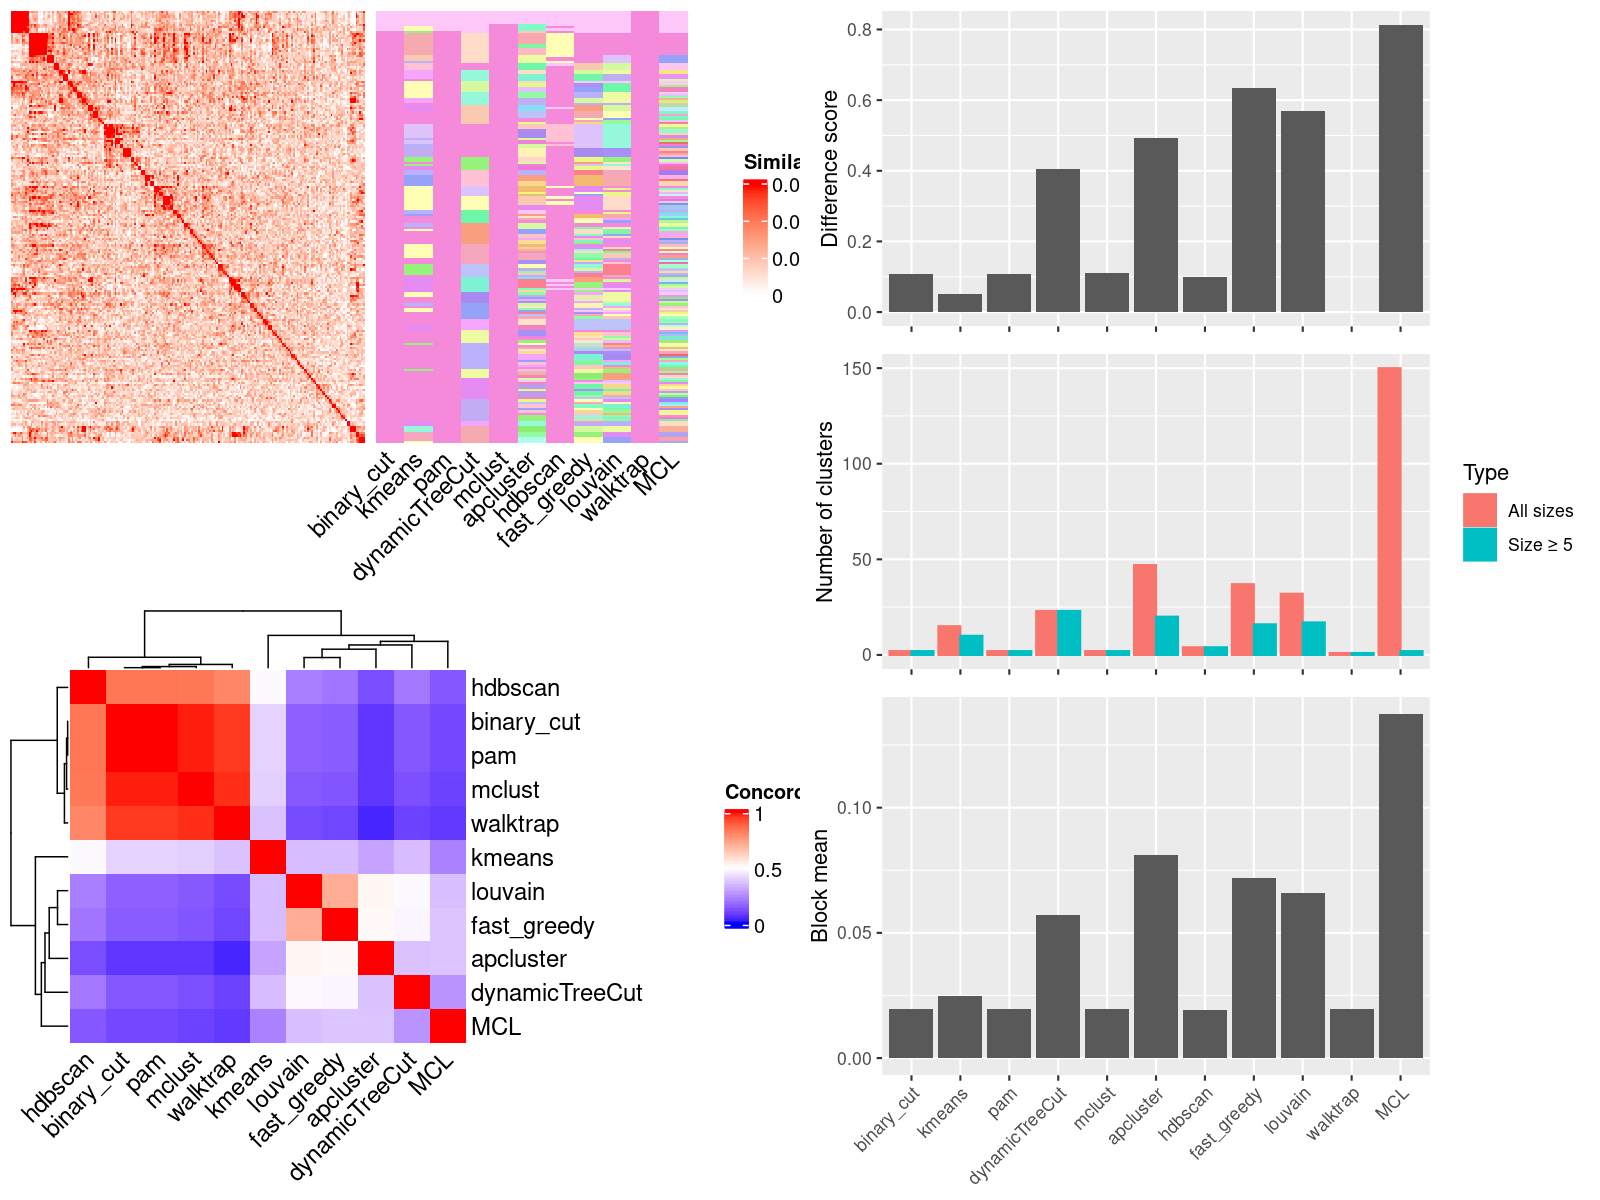 Simila
0.0
0.0
0.0
0
binary_cut
kmeans
pam
dynamicTreeCut
mclust
apcluster
hdbscan
fast_greedy
louvain
walktrap
MCL
hdbscan
binary_cut
pam
mclust
walktrap
kmeans
louvain
fast_greedy
apcluster
dynamicTreeCut
MCL
hdbscan
binary_cut
pam
mclust
walktrap
kmeans
louvain
fast_greedy
apcluster
dynamicTreeCut
MCL
Concord
1
0.5
0
Difference score
0.8
0.6
0.4
0.2
0.0
Number of clusters
150
100
50
0
Type
All sizes
Size ≥ 5
Block mean
0.10
0.05
0.00
binary_cut
kmeans
pam
dynamicTreeCut
mclust
apcluster
hdbscan
fast_greedy
louvain
walktrap
MCL